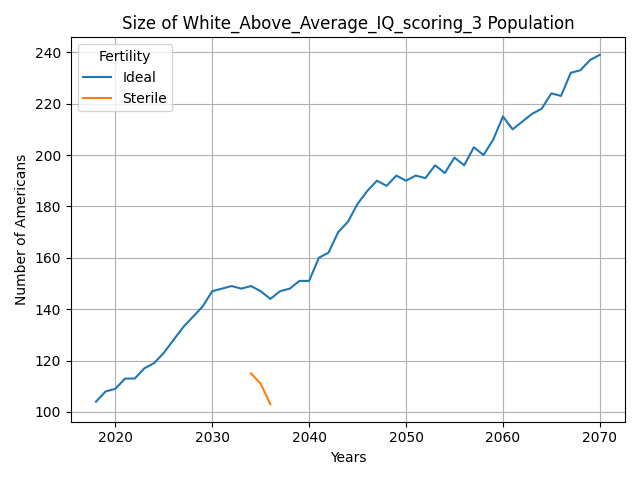 Size of White_Above_Average_IQ_scoring_3 Population
Fertility
Ideal
Sterile
Number of Americans
240
220
200
180
160
140
120
100
2020 2030 2040 2050 2060 2070
Years